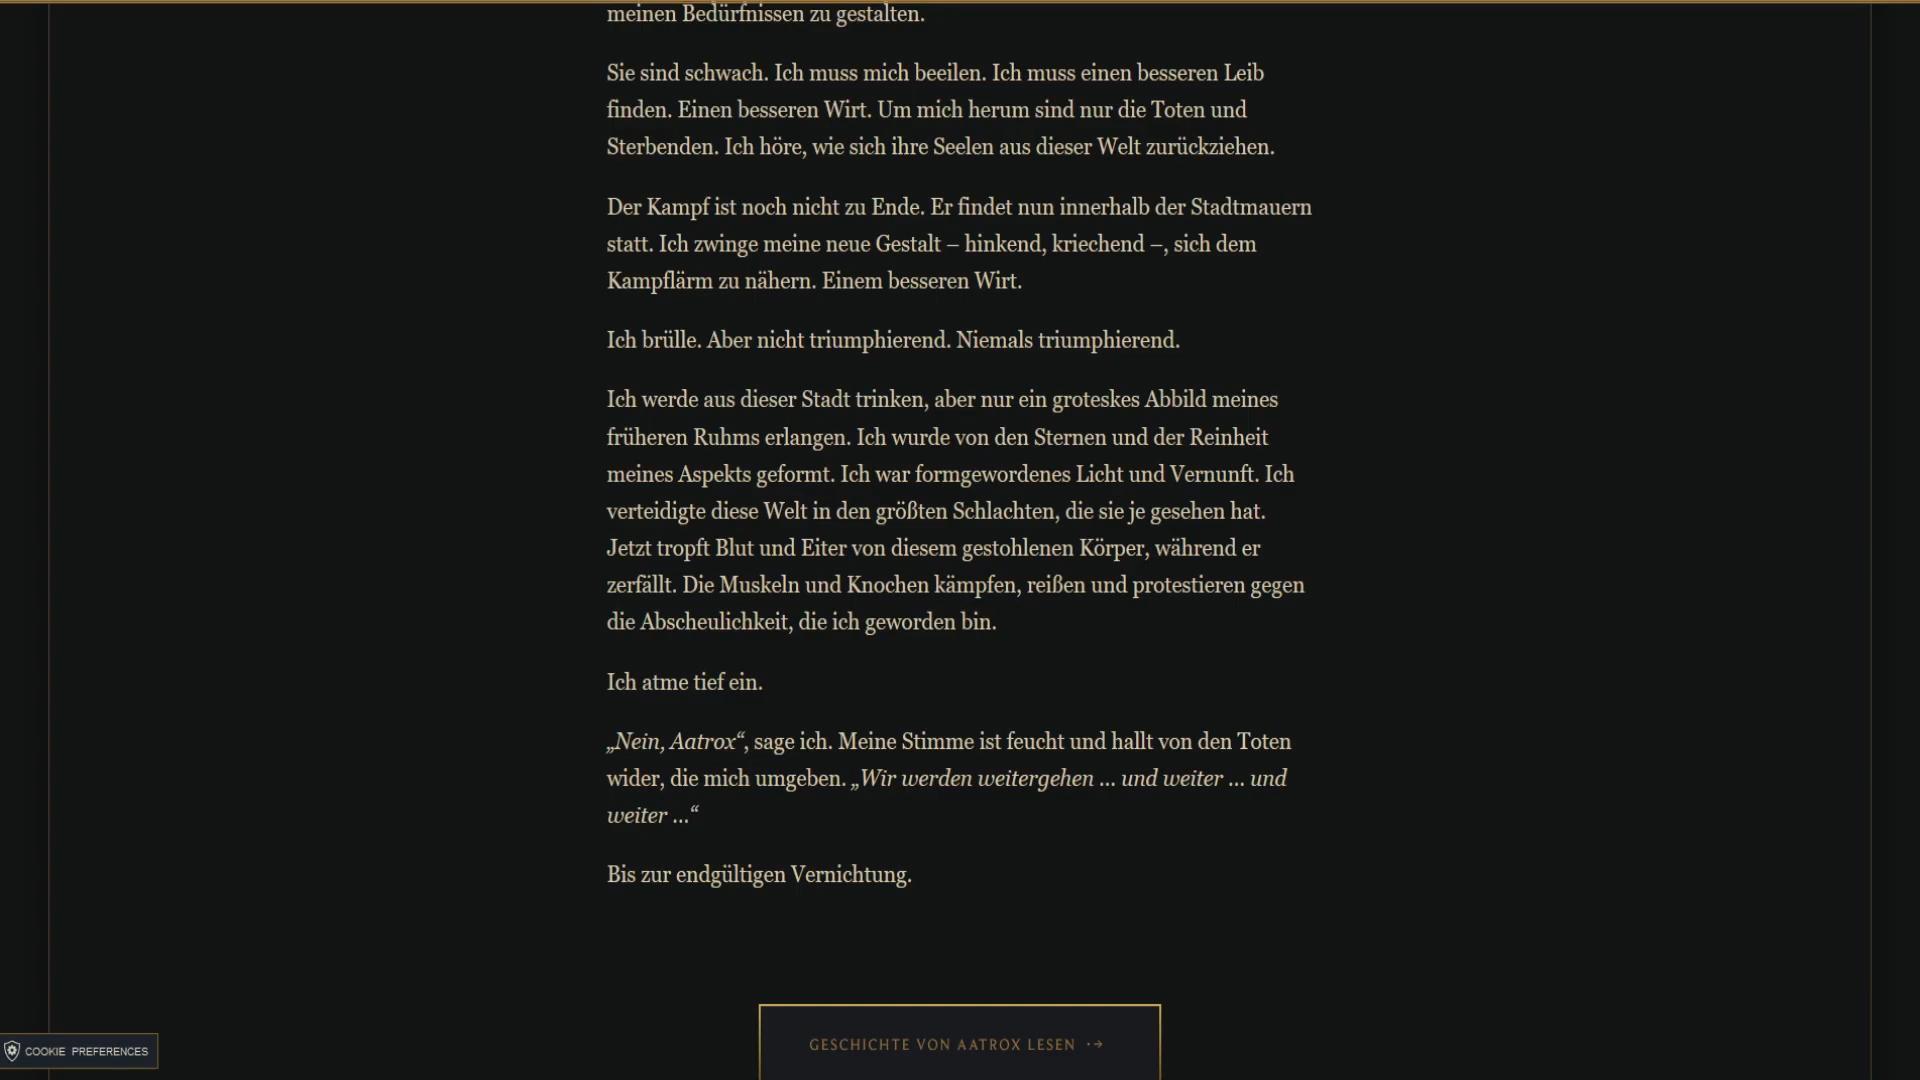 meinen Bedürfnissen zu gestalten.
Sie sind schwach. Ich muss mich beeilen. Ich muss einen besseren Leib
finden. Einen besseren Wirt. Um mich herum sind nur die Toten und
Sterbenden. Ich höre, wie sich ihre Seelen aus dieser Welt zurückziehen.
Der Kampf ist noch nicht zu Ende. Er findet nun innerhalb der Stadtmauern
statt. Ich zwinge meine neue Gestalt – hinkend, kriechend –, sich dem
Kampflärm zu nähern. Einem besseren Wirt.
Ich brülle. Aber nicht triumphierend. Niemals triumphierend.
Ich werde aus dieser Stadt trinken, aber nur ein groteskes Abbild meines
früheren Ruhms erlangen. Ich wurde von den Sternen und der Reinheit
meines Aspekts geformt. Ich war formgewordenes Licht und Vernunft. Ich
verteidigte diese Welt in den größten Schlachten, die sie je gesehen hat.
Jetzt tropft Blut und Eiter von diesem gestohlenen Körper, während er
zerfällt. Die Muskeln und Knochen kämpfen, reißen und protestieren gegen
die Abscheulichkeit, die ich geworden bin.
Ich atme tief ein.
„Nein, Aatrox“, sage ich. Meine Stimme ist feucht und hallt von den Toten
wider, die mich umgeben. „Wir werden weitergehen ... und weiter ... und
weiter ...“
Bis zur endgültigen Vernichtung.
GESCHICHTE VON AATROX LESEN
COOKIE PREFERENCES